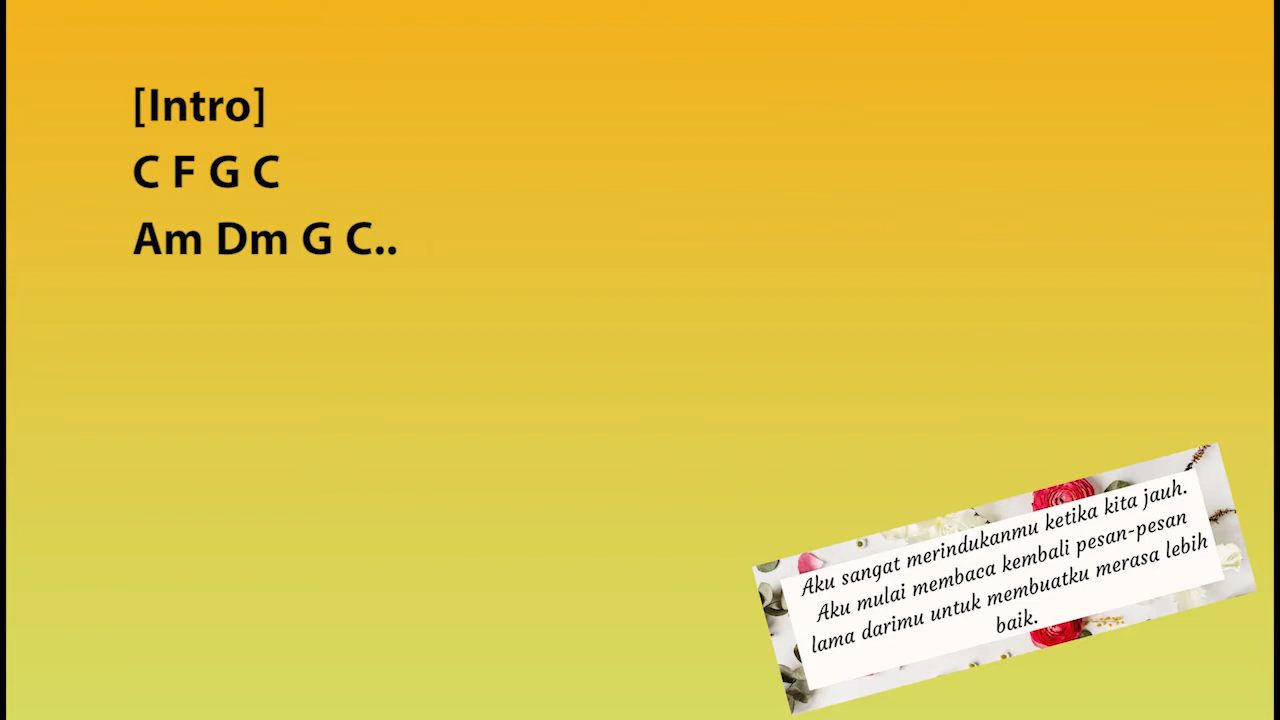 [Intro]
C F G C
Am Dm G C..
Aku sangat merindukanmu ketika kita jauh.
Aku mulai membaca kembali pesan-pesan
lama darimu untuk membuatku merasa lebih
baik.